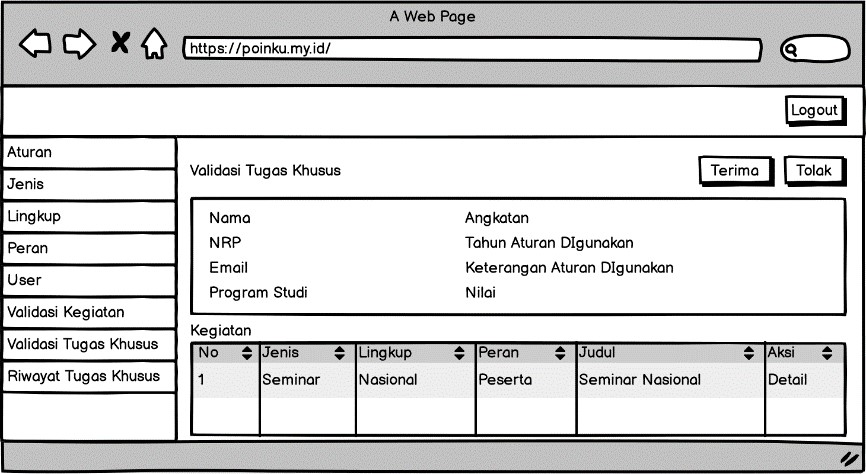 A Web Page
https://poinku.my.id/
Logout
Aturan
Jenis
Lingkup
Peran
User
Validasi Kegiatan
Validasi Tugas Khusus
Riwayat Tugas Khusus
Validasi Tugas Khusus
Terima
Tolak
Nama
Angkatan
NRP
Tahun Aturan DIgunakan
Email
Keterangan Aturan DIgunakan
Program Studi
Nilai
Kegiatan
No Jenis Lingkup Peran Judul Aksi
1 Seminar Nasional Peserta Seminar Nasional Detail